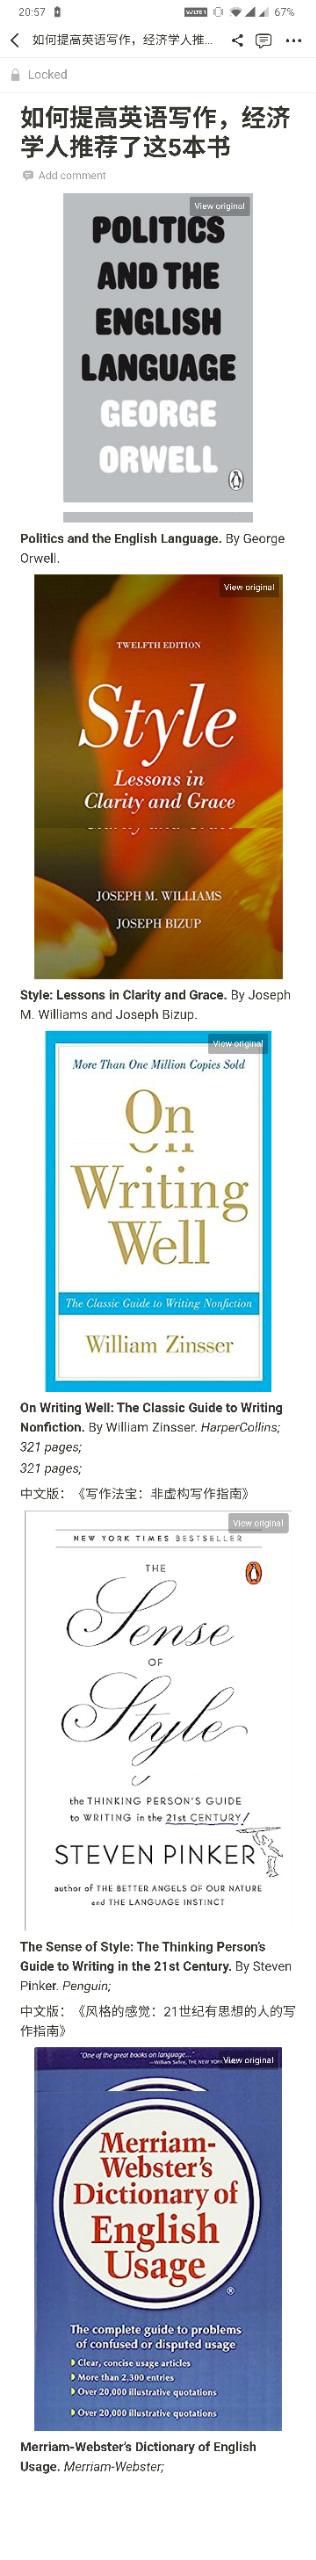 20:57
67%
如何提高英语写作，经济学人推...
Locked
如何提高英语写作，经济
学人推荐了这5本书
Add comment
View original
POLITICS
AND THE
ENGLISH
LANGUAGE
GEORGE
ORWELL
Politics and the English Language. By George
Orwell.
View original
TWELFTH EDITION
Style
Lessons in
Clarity and Grace
JOSEPH M. WILLIAMS
JOSEPH BIZUP
Style: Lessons in Clarity and Grace. By Joseph
M. Williams and Joseph Bizup.
View original
More Than One Million Copies Sold
On
Writing
Well
The Classic Guide to Writing Nonfiction
William Zinsser
On Writing Well: The Classic Guide to Writing
Nonfiction. By William Zinsser. HarperCollins;
321 pages;
321 pages;
中文版：《写作法宝：非虚构写作指南》
View original
NEW YORK TIMES BESTSELLER
THE
Sense
OF
Style
the THINKING PERSON'S GUIDE
to WRITING in the 21st CENTURY!
STEVEN PINKER
author of THE BETTER ANGELS OF OUR NATURE
and THE LANGUAGE INSTINCT
The Sense of Style: The Thinking Person's
Guide to Writing in the 21st Century. By Steven
Pinker. Penguin;
中文版：《风格的感觉：21世纪有思想的人的写
作指南》
View original
"One of the great books on language..."
—William Safire, THE NEW YORK
Merriam-
Webster's
Dictionary of
English
Usage
®
The complete guide to problems
of confused or disputed usage
Clear, concise usage articles
More than 2,300 entries
Over 20,000 illustrative quotations
Over 20,000 illustrative quotations
Merriam-Webster's Dictionary of English
Usage. Merriam-Webster;